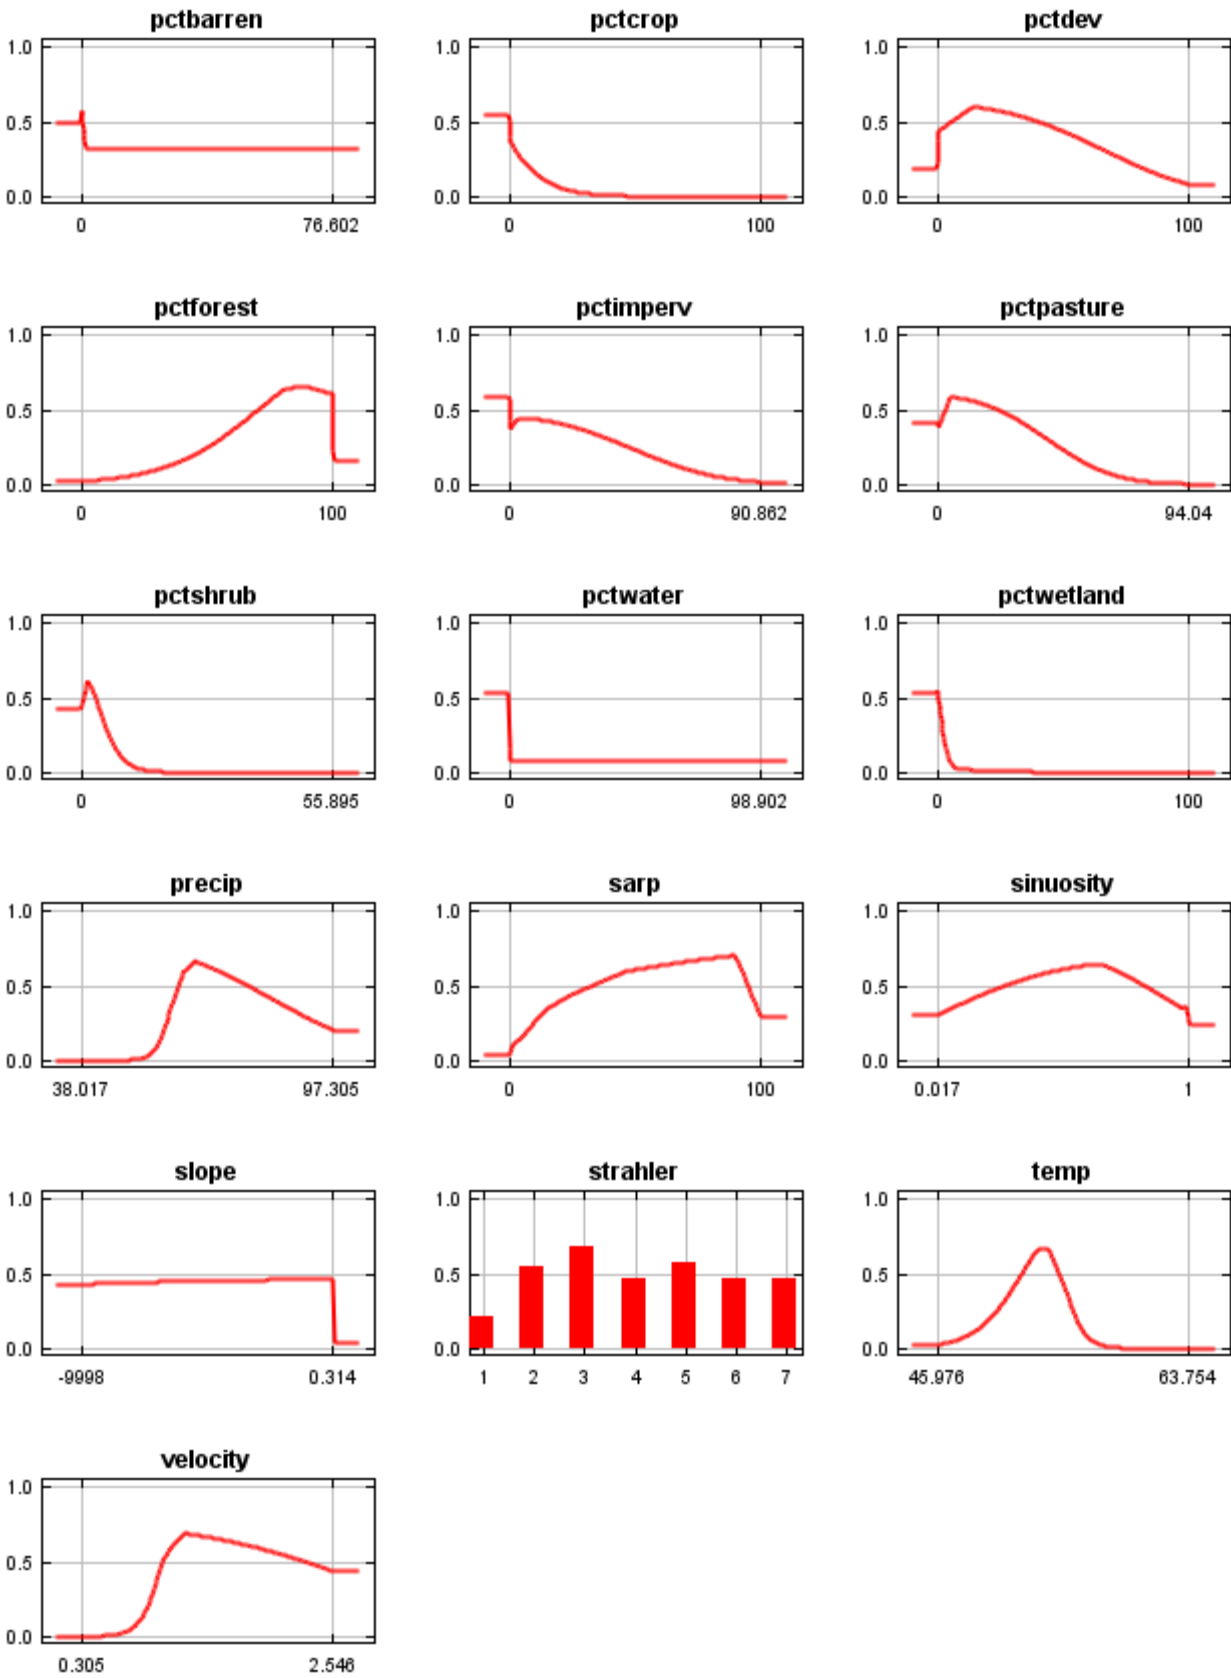 pctbarren pctcrop pctdev
1.0 1.0 1.0
0.5 0.5 0.5
0.0 0.0 0.0
0 76.602 0 100 0 100
pctforest pctimperv pctpasture
1.0 1.0 1.0
0.5 0.5 0.5
0.0 0.0 0.0
0 100 0 90.862 0 94.04
pctshrub pctwater pctwetland
1.0 1.0 1.0
0.5 0.5 0.5
0.0 0.0 0.0
0 55.895 0 98.902 0 100
precip sarp sinuosity
1.0 1.0 1.0
0.5 0.5 0.5
0.0 0.0 0.0
38.017 97.305 0 100 0.017 1
slope strahler temp
1.0 1.0 1.0
0.5 0.5 0.5
0.0 0.0 0.0
-9998 0.314 1 2 3 4 5 6 7 45.976 63.754
velocity
1.0
0.5
0.0
0.305 2.546